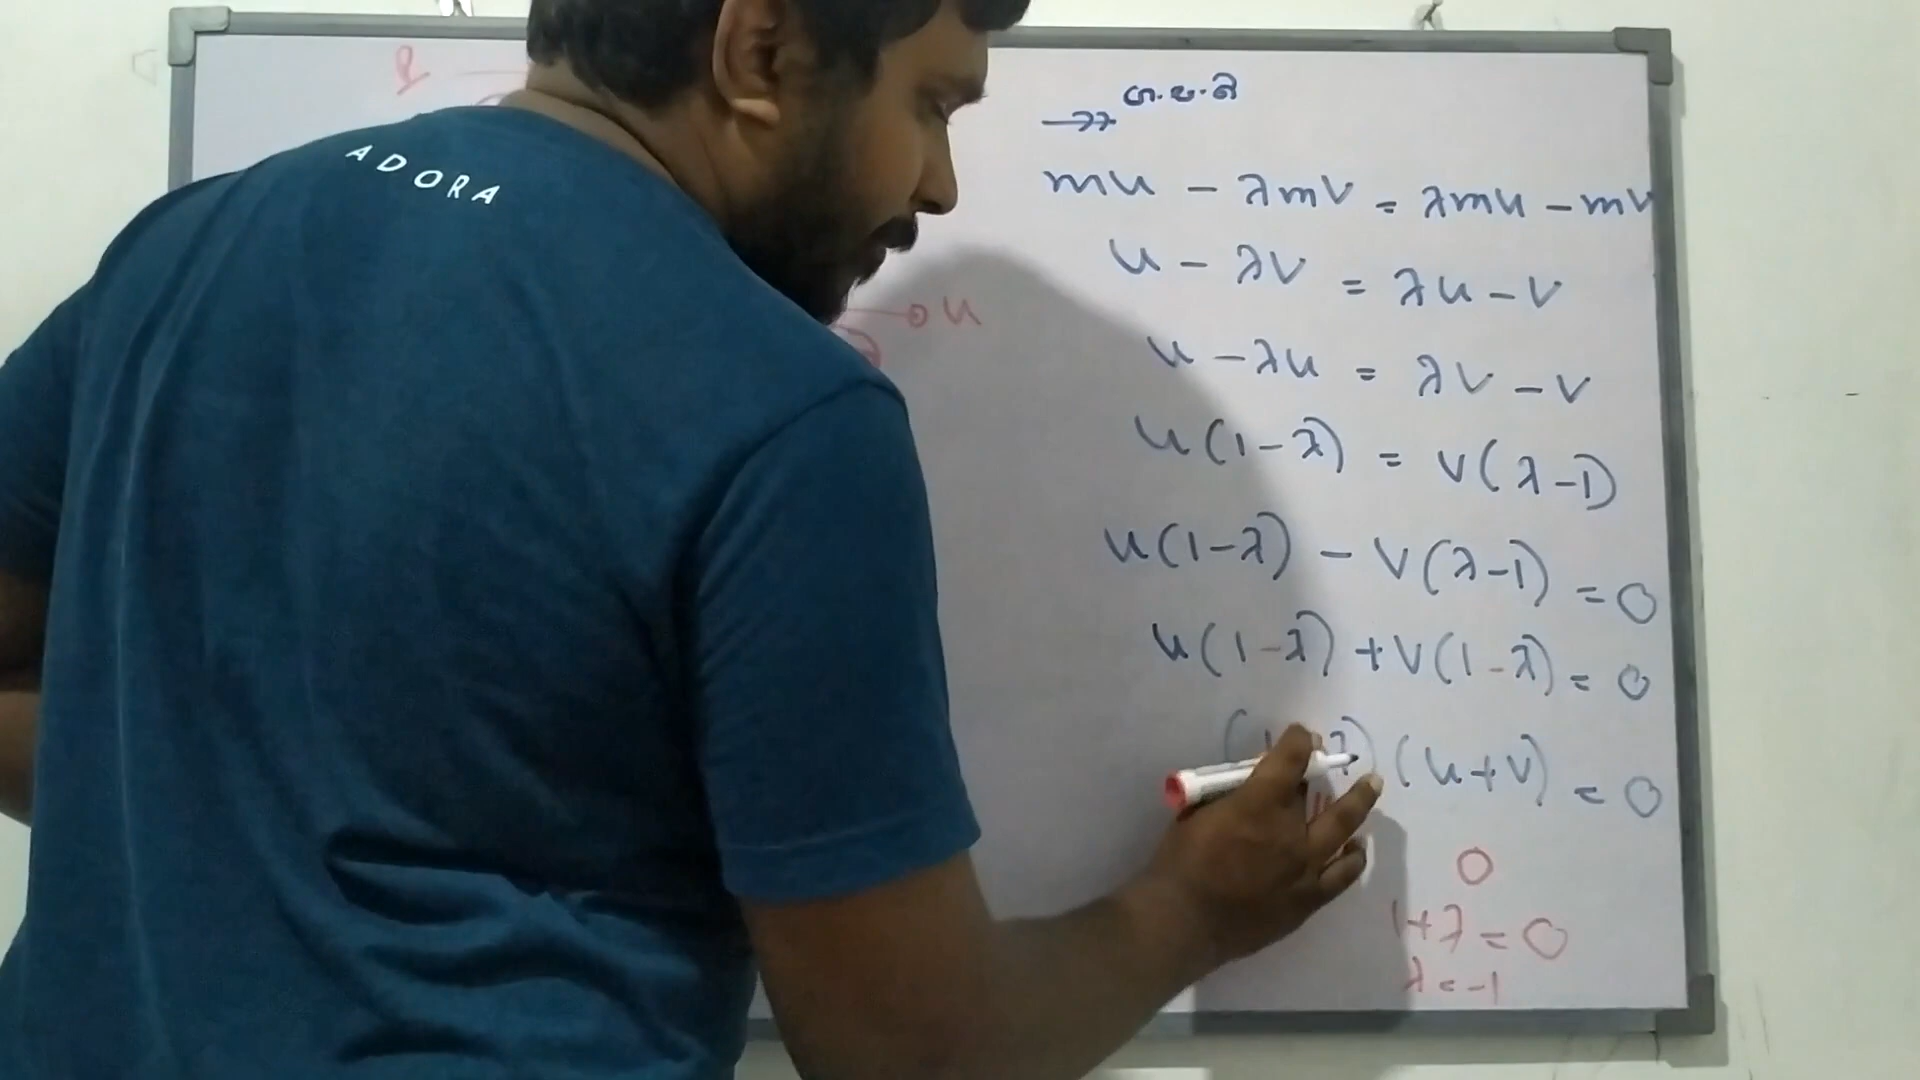 ADORA
u
ග.ය.සි
mu - λmv = λmu - mv
u - λv = λu - v
u - λu = λv - v
u(1-λ) = v(λ-1)
u(1-λ) - v(λ-1) = 0
u(1-λ) + v(1-λ) = 0
(u+v) = 0
0
1+λ = 0
λ = -1